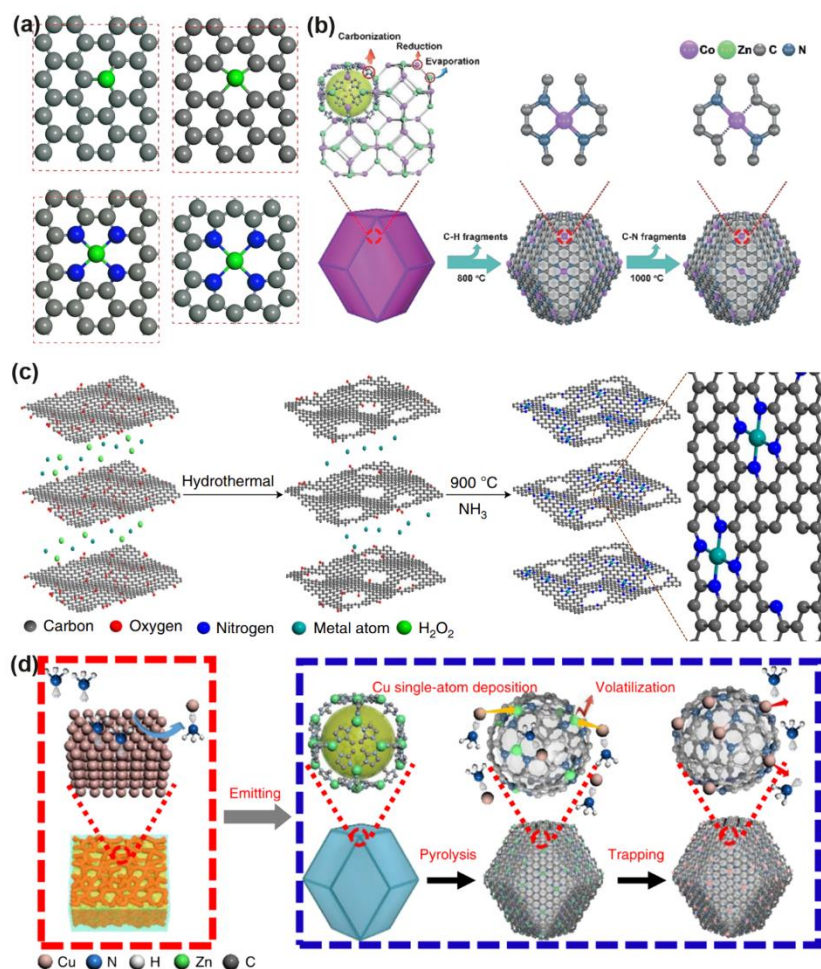 (a)
(b)
Carbonization
Reduction
Evaporation
Co Zn C N
C-H fragments
800 °C
C-N fragments
1000 °C
(c)
Hydrothermal
900 °C
NH3
Carbon Oxygen Nitrogen Metal atom H2O2
(d)
Emitting
Cu single-atom deposition
Volatilization
Pyrolysis
Trapping
Cu N H Zn C